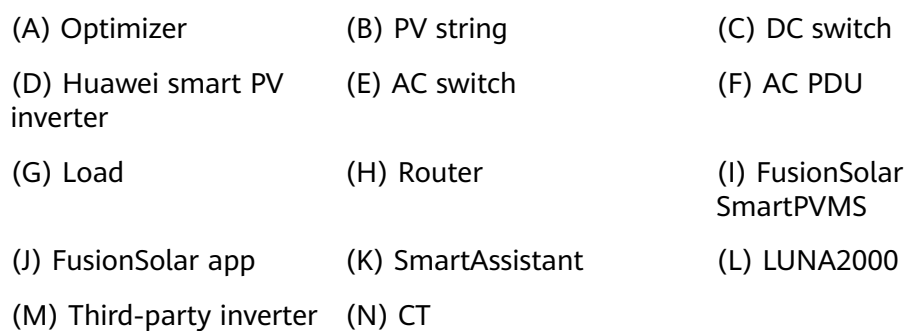 (A) Optimizer (B) PV string (C) DC switch
(D) Huawei smart PV inverter (E) AC switch (F) AC PDU
(G) Load (H) Router (I) FusionSolar SmartPVMS
(J) FusionSolar app (K) SmartAssistant (L) LUNA2000
(M) Third-party inverter (N) CT